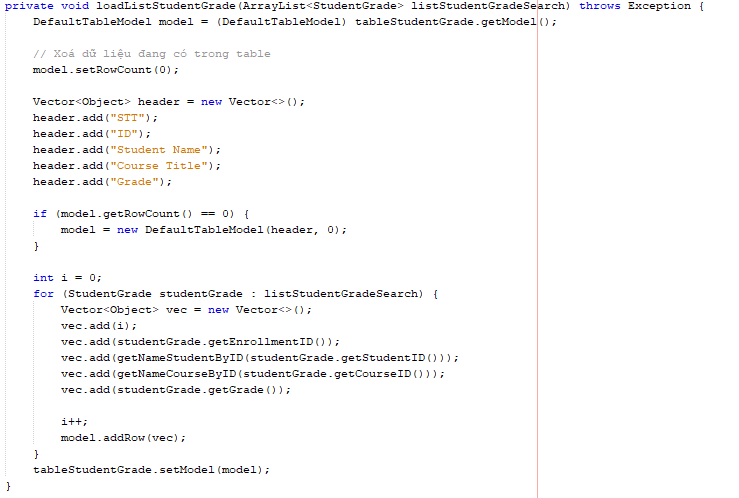 private void loadListStudentGrade(ArrayList<StudentGrade> listStudentGradeSearch) throws Exception {
    DefaultTableModel model = (DefaultTableModel) tableStudentGrade.getModel();
    // Xoá dữ liệu đang có trong table
    model.setRowCount(0);
    Vector<Object> header = new Vector<>();
    header.add("STT");
    header.add("ID");
    header.add("Student Name");
    header.add("Course Title");
    header.add("Grade");
    if (model.getRowCount() == 0) {
        model = new DefaultTableModel(header, 0);
    }
    int i = 0;
    for (StudentGrade studentGrade : listStudentGradeSearch) {
        Vector<Object> vec = new Vector<>();
        vec.add(i);
        vec.add(studentGrade.getEnrollmentID());
        vec.add(getNameStudentByID(studentGrade.getStudentID()));
        vec.add(getNameCourseByID(studentGrade.getCourseID()));
        vec.add(studentGrade.getGrade());
        i++;
        model.addRow(vec);
    }
    tableStudentGrade.setModel(model);
}